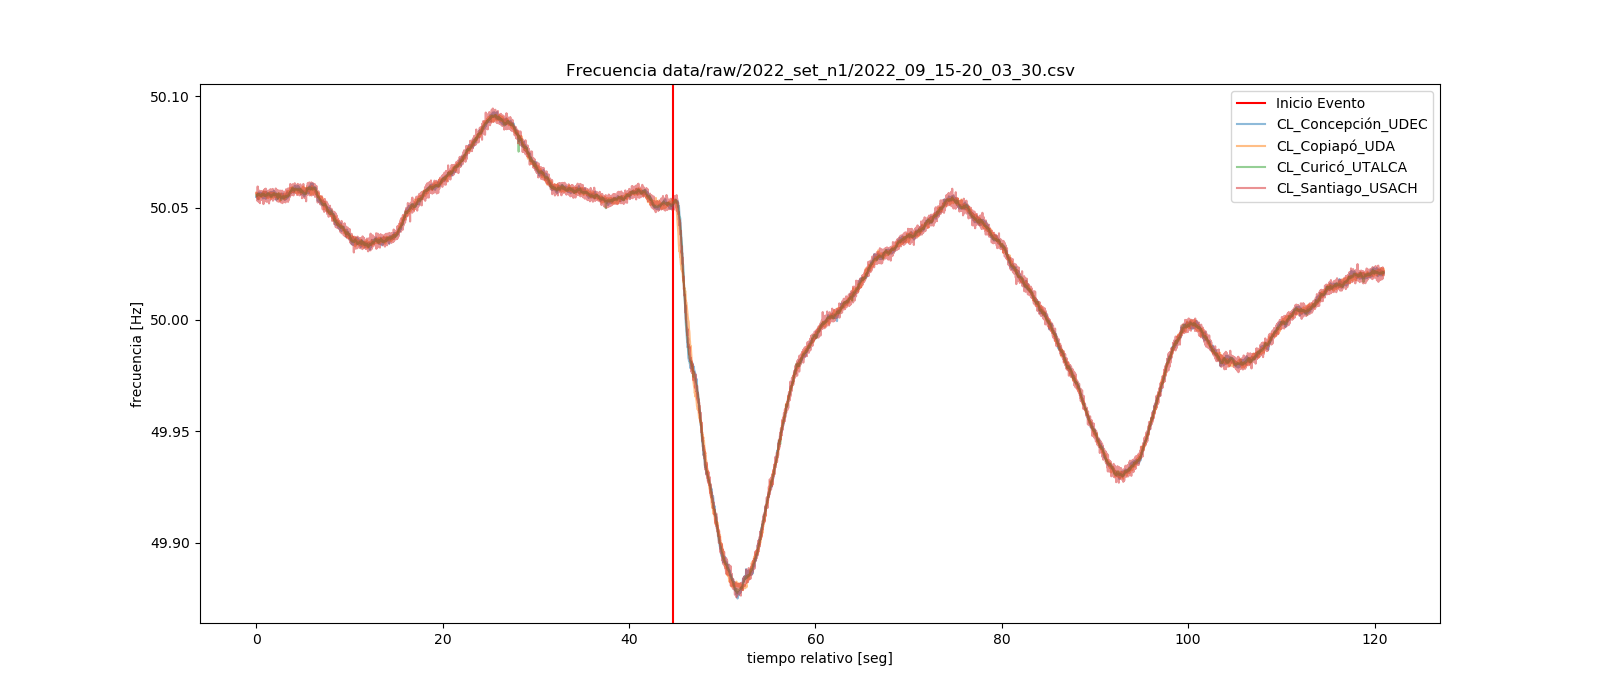 Frecuencia data/raw/2022_set_n1/2022_09_15-20_03_30.csv
50.10
50.05
50.00
49.95
49.90
frecuencia [Hz]
Inicio Evento
CL_Concepción_UDEC
CL_Copiapó_UDA
CL_Curicó_UTALCA
CL_Santiago_USACH
0
20
40
60
80
100
120
tiempo relativo [seg]